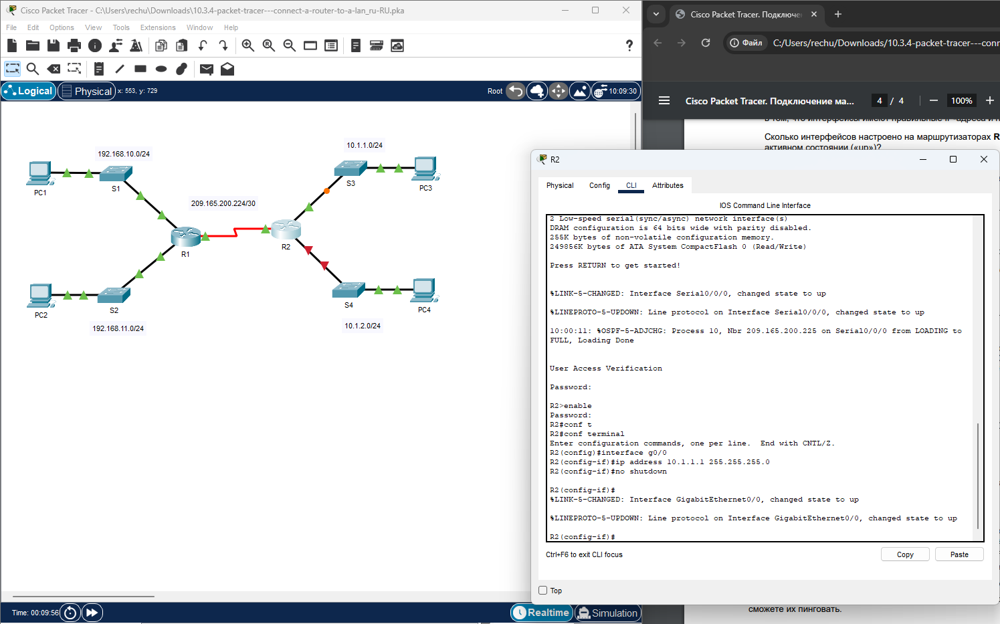 Cisco Packet Tracer - C:\Users\rechu\Downloads\10.3.4-packet-tracer---connect-a-router-to-a-lan_ru-RU.pka
File Edit Options View Tools Extensions Window Help
Logical
Physical
x: 553, y: 729
Root
10:09:30
192.168.10.0/24
PC1
S1
209.165.200.224/30
10.1.1.0/24
S3
PC3
R1
R2
PC2
S2
192.168.11.0/24
S4
PC4
10.1.2.0/24
Time: 00:09:56
Realtime
Simulation
Cisco Packet Tracer. Подключе
Файл
C:/Users/rechu/Downloads/10.3.4-packet-tracer---conn
Cisco Packet Tracer. Подключение ма...
4 / 4
100%
Сколько интерфейсов настроено на маршрутизаторах R
активном состоянии («up»)?
R2
Physical Config CLI Attributes
IOS Command Line Interface
2 Low-speed serial(sync/async) network interface(s)
DRAM configuration is 64 bits wide with parity disabled.
255K bytes of non-volatile configuration memory.
249856K bytes of ATA System CompactFlash 0 (Read/Write)
Press RETURN to get started!
%LINK-5-CHANGED: Interface Serial0/0/0, changed state to up
%LINEPROTO-5-UPDOWN: Line protocol on Interface Serial0/0/0, changed state to up
10:00:11: %OSPF-5-ADJCHG: Process 10, Nbr 209.165.200.225 on Serial0/0/0 from LOADING to
FULL, Loading Done
User Access Verification
Password:
R2>enable
Password:
R2#conf t
R2#conf terminal
Enter configuration commands, one per line.  End with CNTL/Z.
R2(config)#interface g0/0
R2(config-if)#ip address 10.1.1.1 255.255.255.0
R2(config-if)#no shutdown
R2(config-if)#
%LINK-5-CHANGED: Interface GigabitEthernet0/0, changed state to up
%LINEPROTO-5-UPDOWN: Line protocol on Interface GigabitEthernet0/0, changed state to up
R2(config-if)#
Ctrl+F6 to exit CLI focus
Copy
Paste
Top
сможете их пинговать.